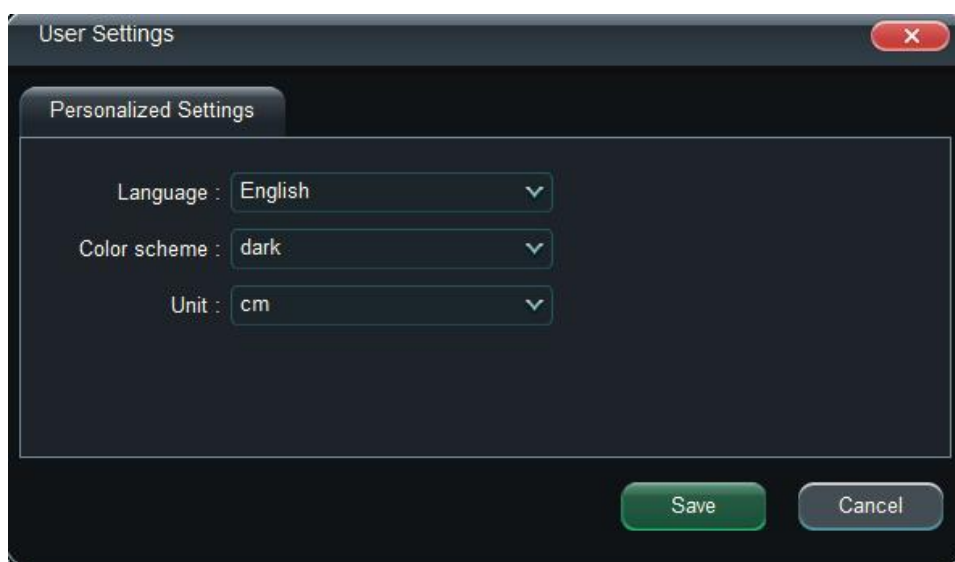 User Settings
Personalized Settings
Language : English
Color scheme : dark
Unit : cm
Save Cancel